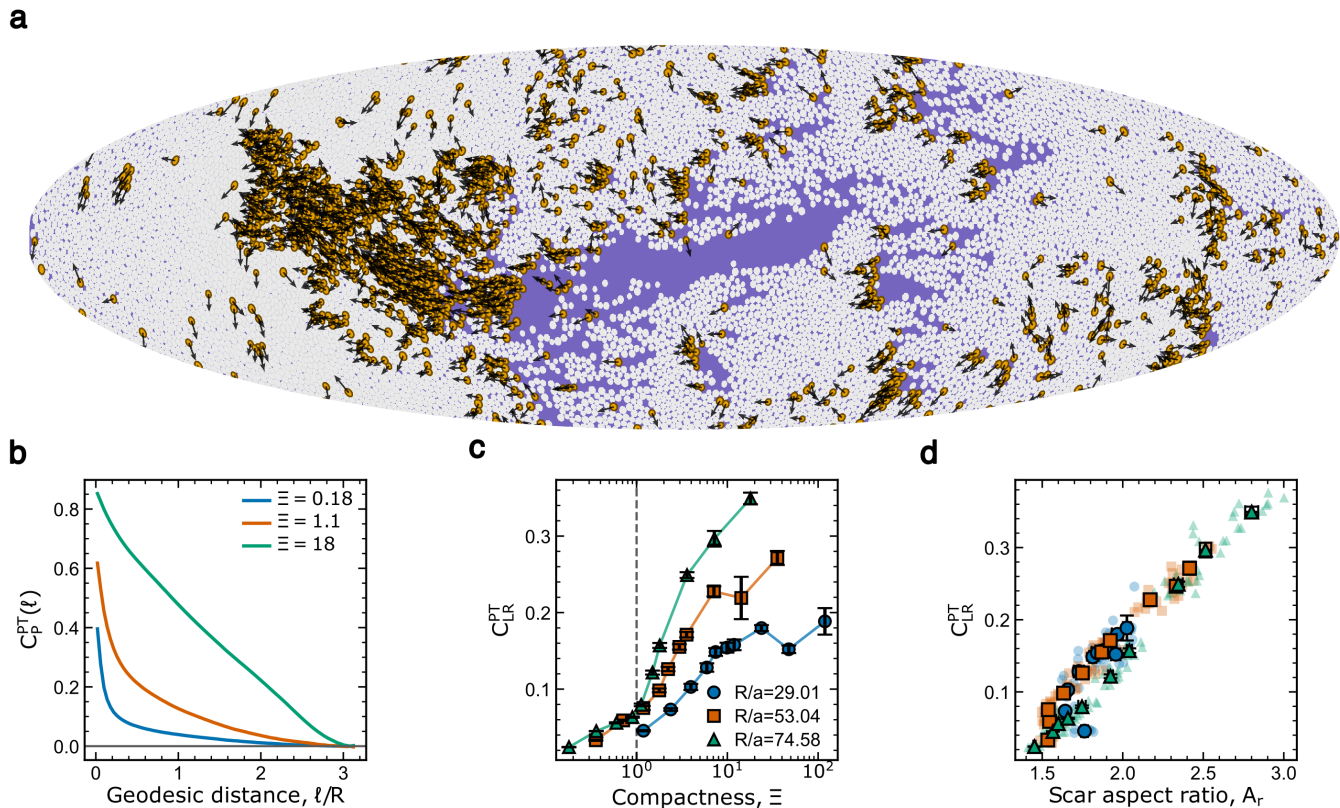 a
b
0.8
0.6
0.4
0.2
0.0
C_P^PT(ℓ)
0
1
2
3
Geodesic distance, ℓ/R
Ξ = 0.18
Ξ = 1.1
Ξ = 18
c
0.3
0.2
0.1
C_LR^PT
10^0
10^1
10^2
Compactness, Ξ
R/a=29.01
R/a=53.04
R/a=74.58
d
0.3
0.2
0.1
C_LR^PT
1.5
2.0
2.5
3.0
Scar aspect ratio, A_r